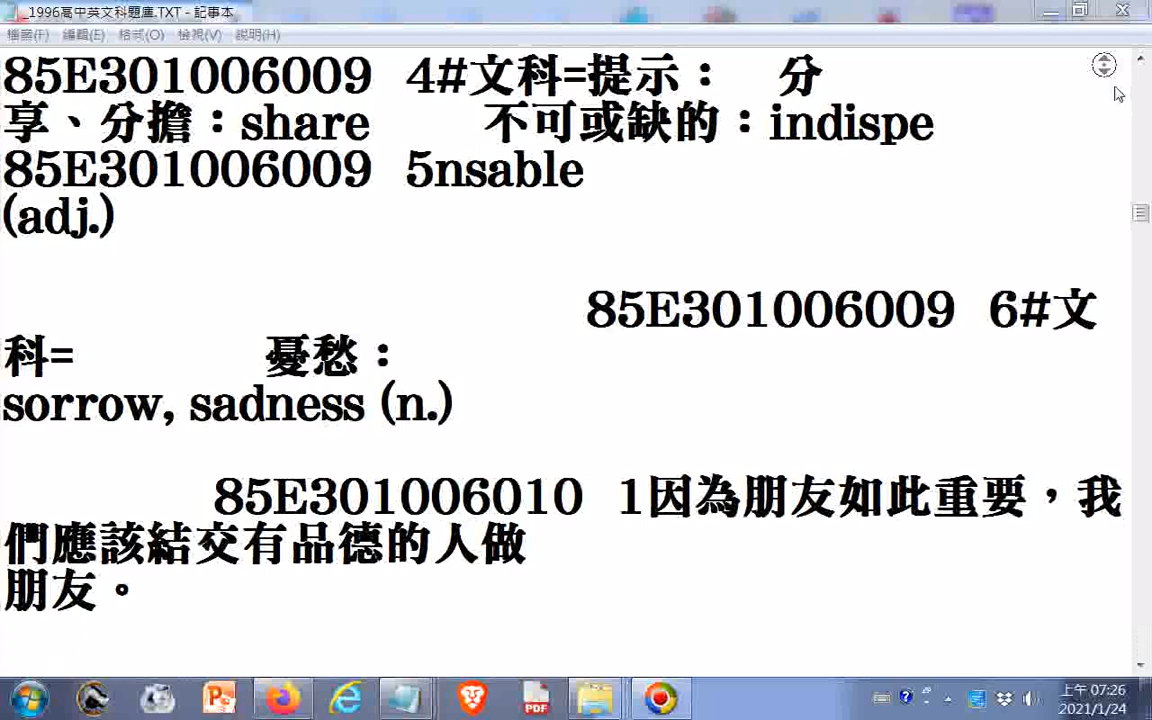 _1996高中英文科題庫.TXT - 記事本
檔案(F) 編輯(E) 格式(O) 檢視(V) 說明(H)
85E301006009 4#文科=提示： 分
享、分擔：share 不可或缺的：indispe
85E301006009 5nsable
(adj.)
85E301006009 6#文
科= 憂愁：
sorrow, sadness (n.)
85E301006010 1因為朋友如此重要，我
們應該結交有品德的人做
朋友。
PDF
上午 07:26
2021/1/24